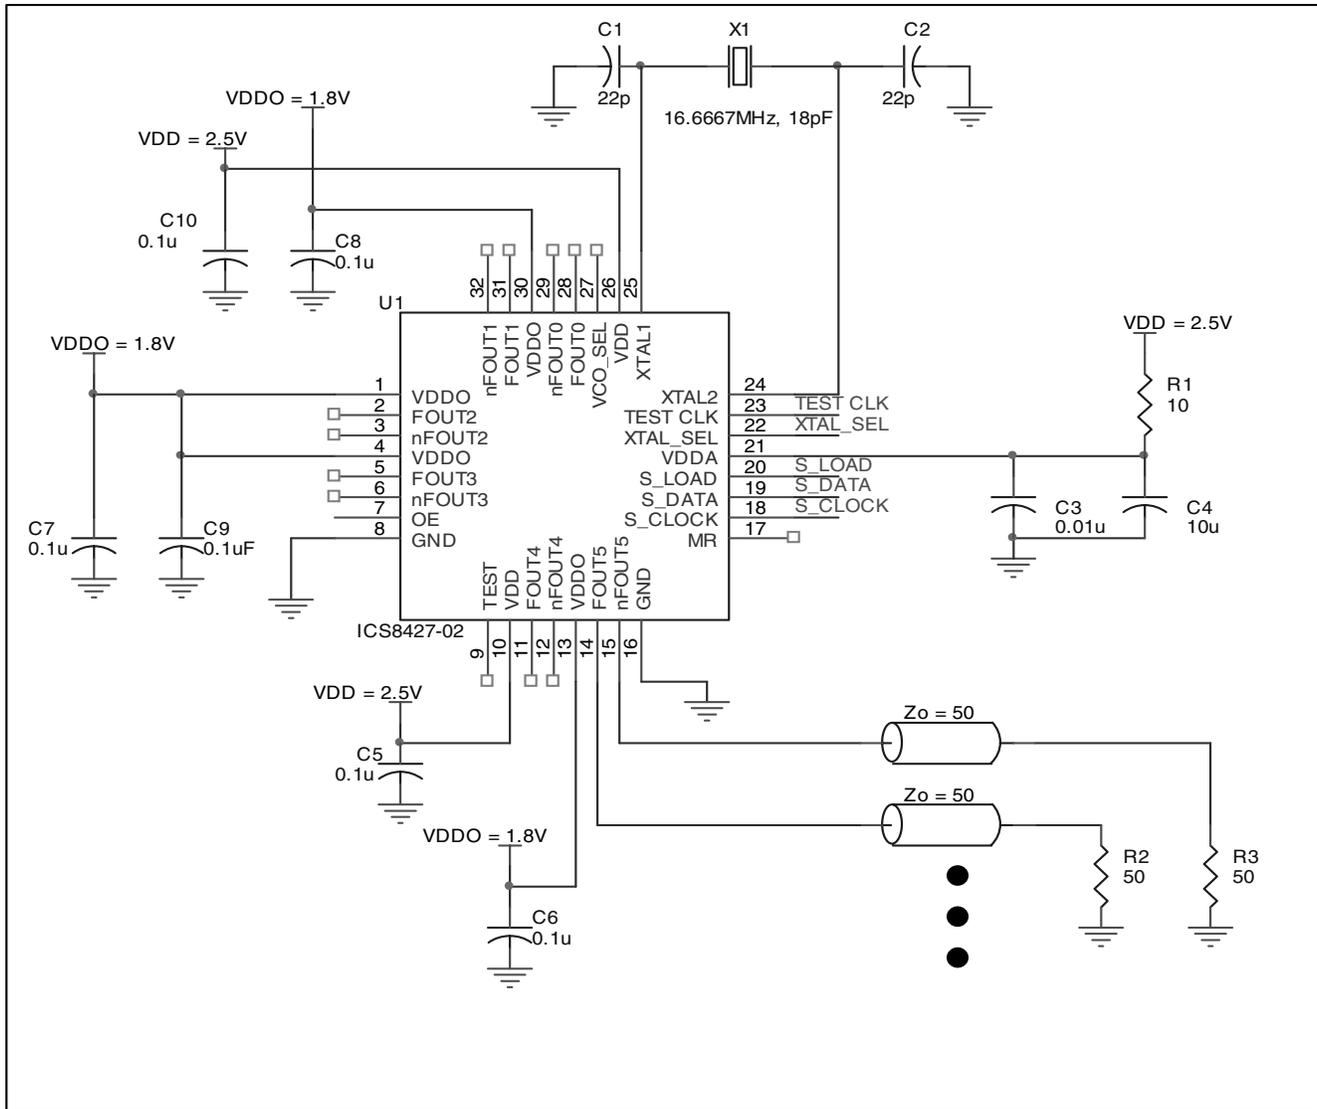 C1
X1
C2
22p
22p
16.6667MHz, 18pF
VDDO = 1.8V
VDD = 2.5V
C10
0.1u
C8
0.1u
32
31
30
29
28
27
26
25
U1
nFOUT1
FOUT1
VDDO
nFOUT0
FOUT0
VCO_SEL
VDD
XTAL1
VDD = 2.5V
R1
10
VDDO = 1.8V
1
2
3
4
5
6
7
8
VDDO
FOUT2
nFOUT2
VDDO
FOUT3
nFOUT3
OE
GND
XTAL2
TEST CLK
XTAL_SEL
VDDA
S_LOAD
S_DATA
S_CLOCK
MR
24
23
22
21
20
19
18
17
TEST CLK
XTAL_SEL
S_LOAD
S_DATA
S_CLOCK
C7
0.1u
C9
0.1uF
C3
0.01u
C4
10u
TEST
VDD
FOUT4
nFOUT4
VDDO
FOUT5
nFOUT5
GND
ICS8427-02
9
10
11
12
13
14
15
16
VDD = 2.5V
C5
0.1u
Zo = 50
Zo = 50
VDDO = 1.8V
C6
0.1u
R2
50
R3
50